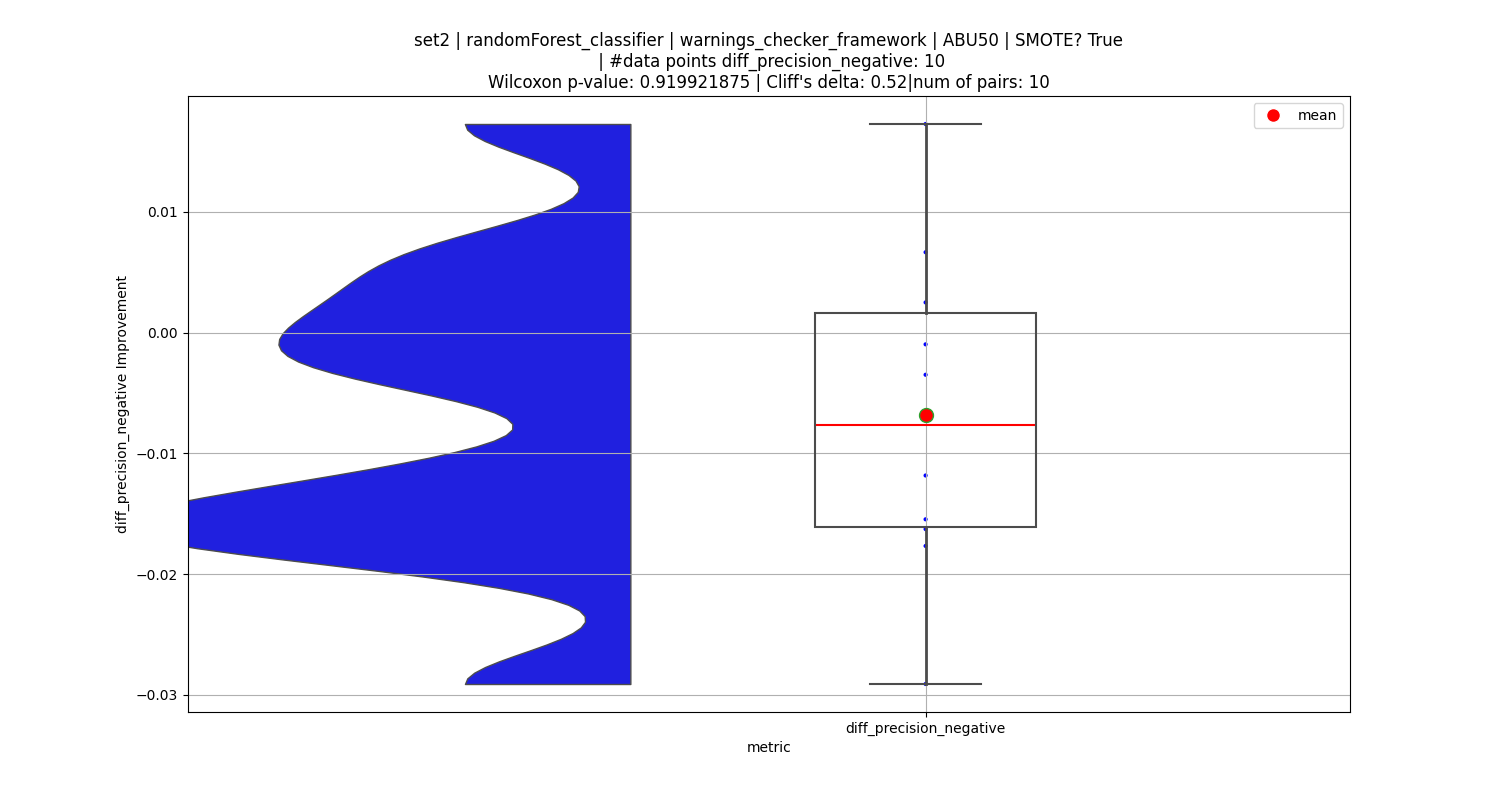 set2 | randomForest_classifier | warnings_checker_framework | ABU50 | SMOTE? True
| #data points diff_precision_negative: 10
Wilcoxon p-value: 0.919921875 | Cliff's delta: 0.52|num of pairs: 10
mean
0.01
0.00
−0.01
−0.02
−0.03
diff_precision_negative Improvement
diff_precision_negative
metric